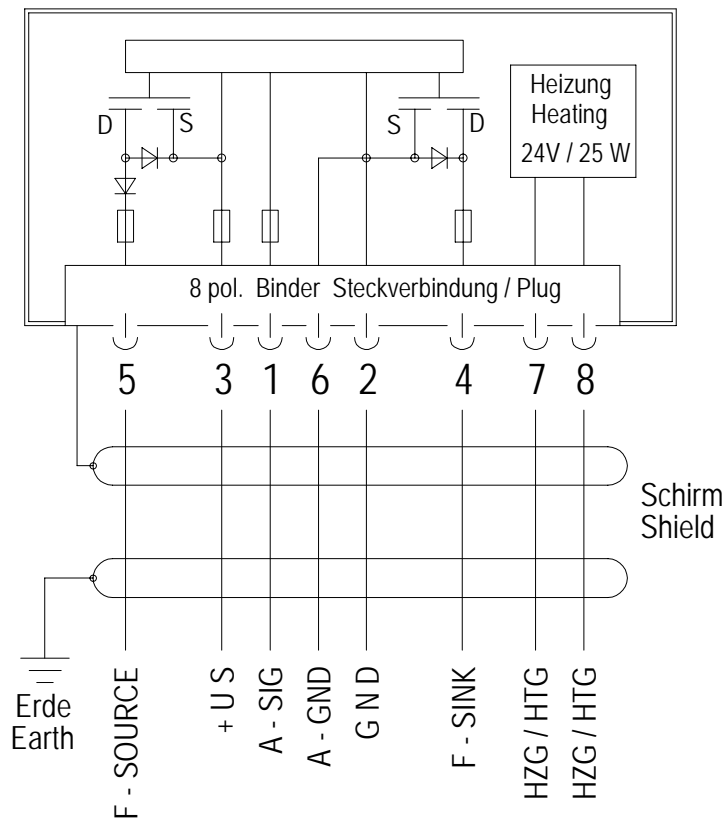 D
S
S
D
Heizung
Heating
24V / 25 W
8 pol. Binder Steckverbindung / Plug
5
3
1
6
2
4
7
8
Schirm
Shield
Erde
Earth
F - SOURCE
+ U S
A - SIG
A - GND
G N D
F - SINK
HZG / HTG
HZG / HTG